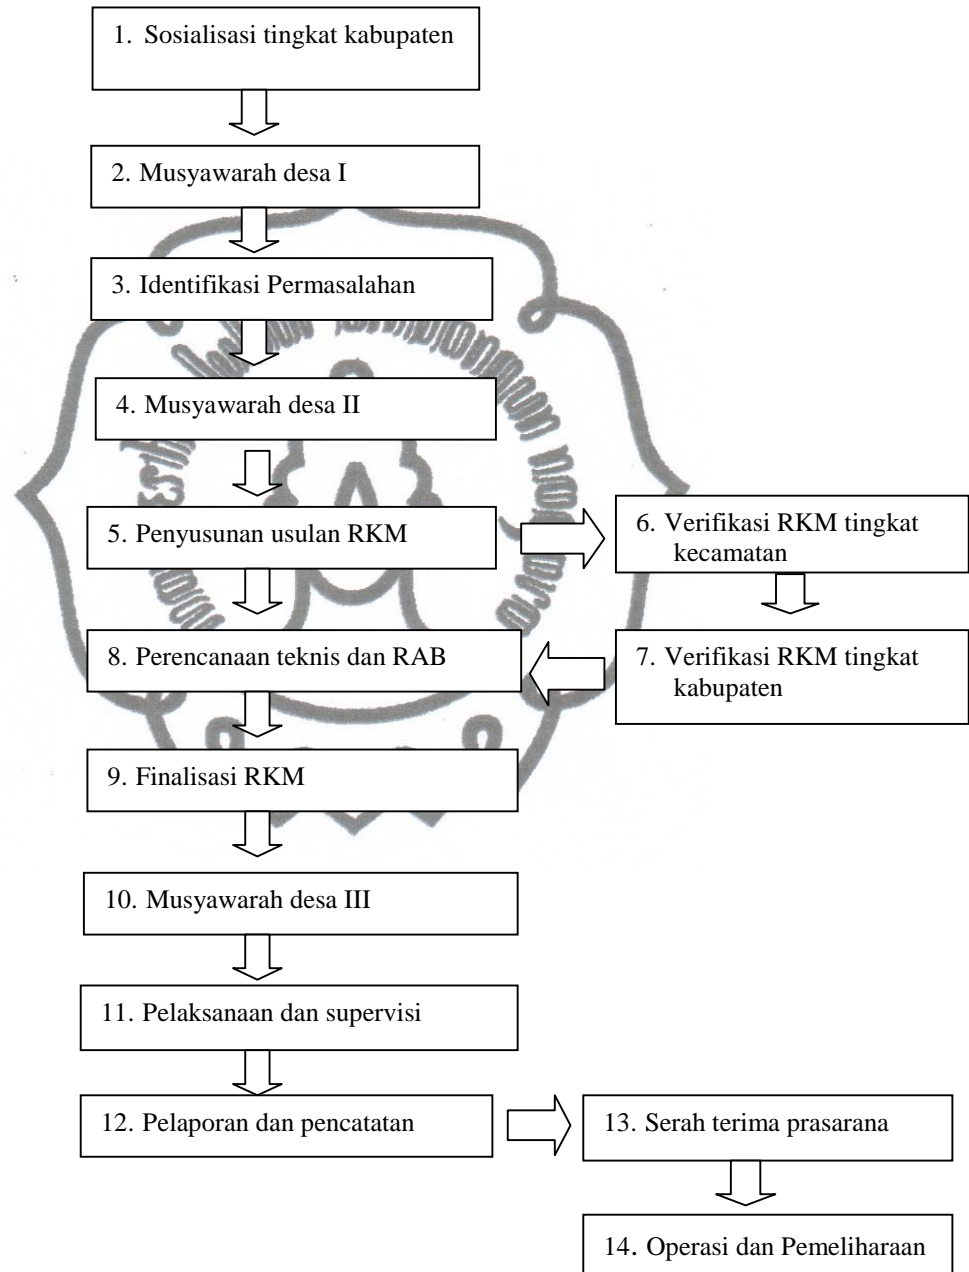 1. Sosialisasi tingkat kabupaten
2. Musyawarah desa I
3. Identifikasi Permasalahan
4. Musyawarah desa II
5. Penyusunan usulan RKM
6. Verifikasi RKM tingkat
kecamatan
7. Verifikasi RKM tingkat
kabupaten
8. Perencanaan teknis dan RAB
9. Finalisasi RKM
10. Musyawarah desa III
11. Pelaksanaan dan supervisi
12. Pelaporan dan pencatatan
13. Serah terima prasarana
14. Operasi dan Pemeliharaan